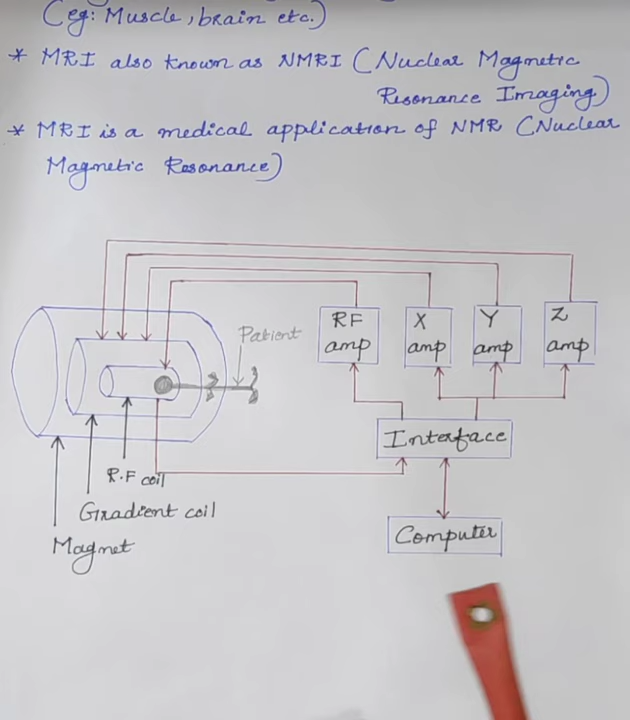 (eg: Muscle, brain etc.)
* MRI also known as NMRI (Nuclear Magnetic
Resonance Imaging)
* MRI is a medical application of NMR (Nuclear
Magnetic Resonance)
Patient
RF
amp
X
amp
Y
amp
Z
amp
Interface
R.F coil
Gradient coil
Magnet
Computer